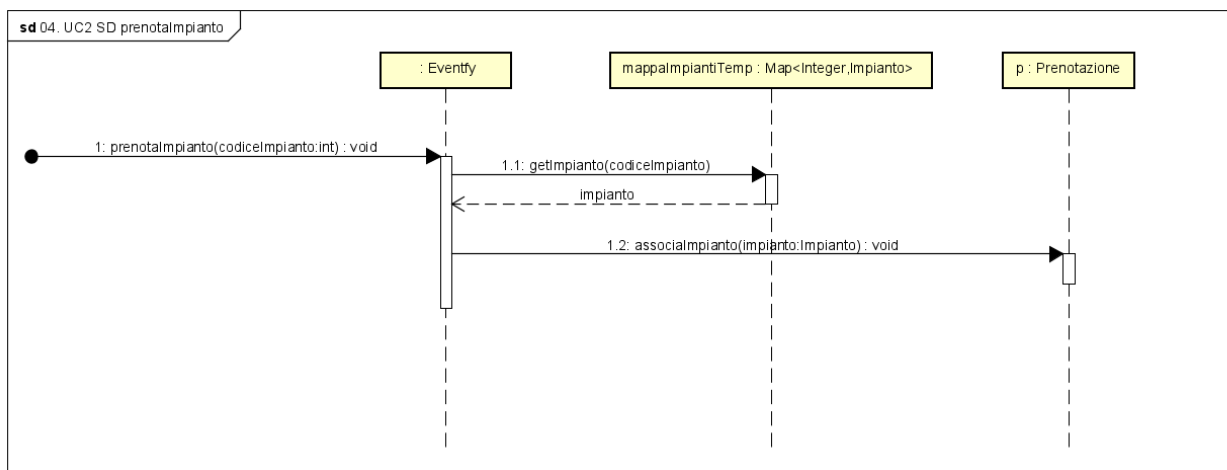 sd 04. UC2 SD prenotaImpianto
: Eventfy
mappaImpiantiTemp : Map<Integer,Impianto>
p : Prenotazione
1: prenotaImpianto(codiceImpianto:int) : void
1.1: getImpianto(codiceImpianto)
impianto
1.2: associaImpianto(impianto:Impianto) : void